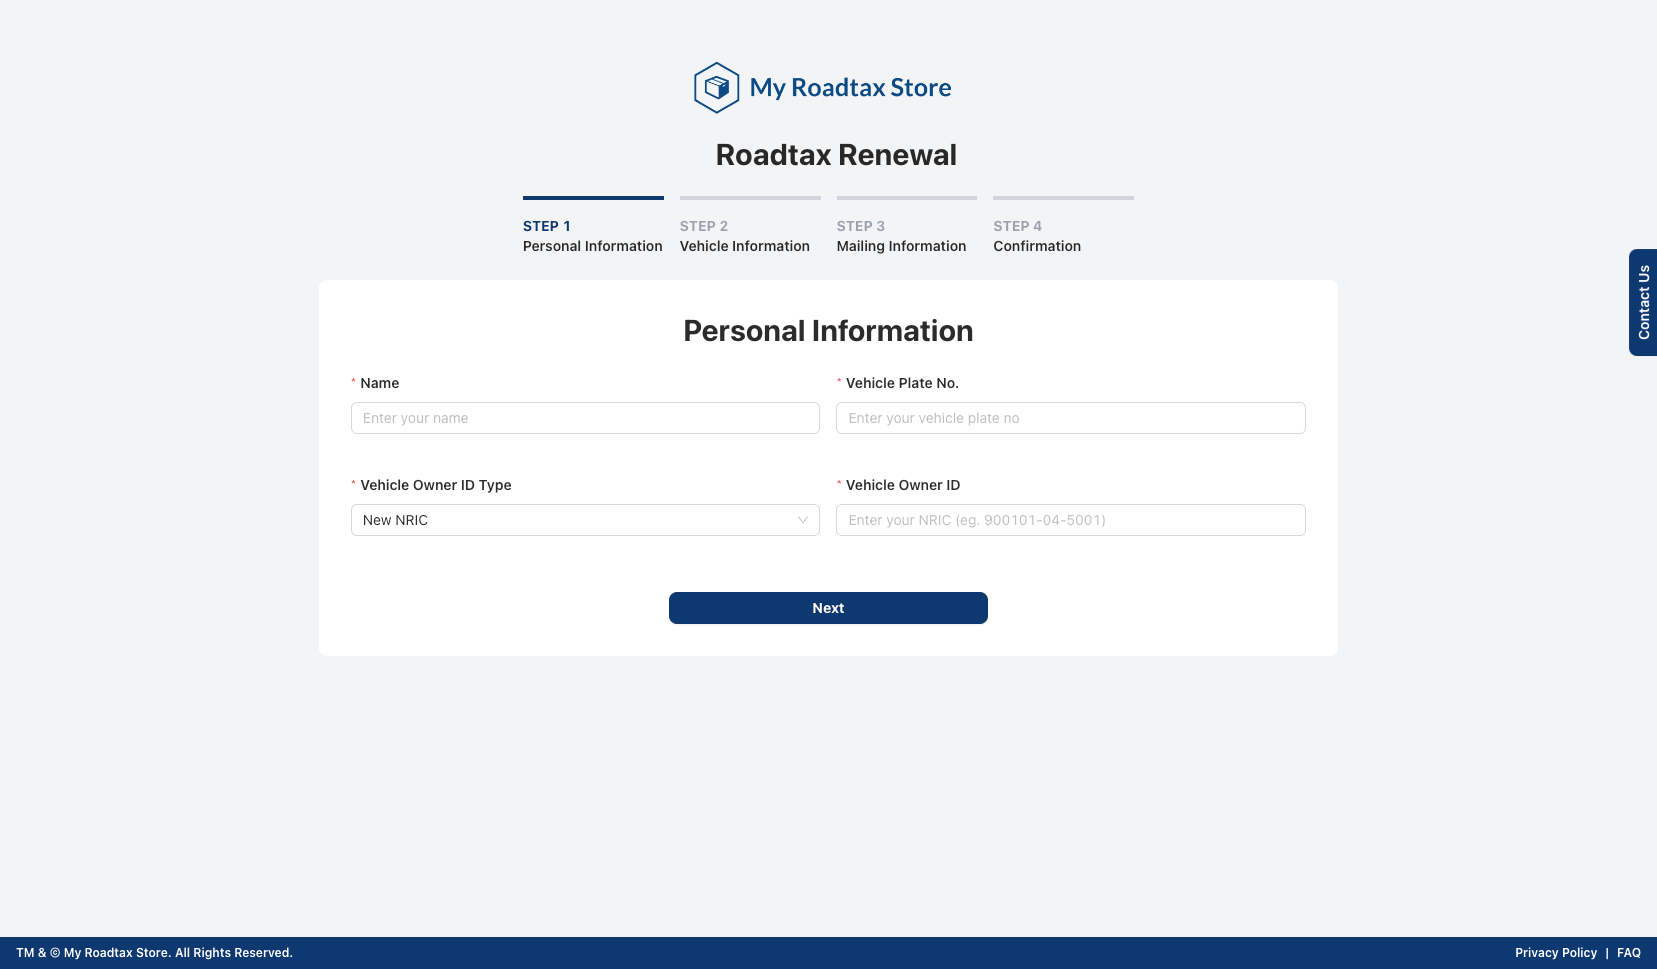 My Roadtax Store
Roadtax Renewal
STEP 1
Personal Information
STEP 2
Vehicle Information
STEP 3
Mailing Information
STEP 4
Confirmation
Contact Us
Personal Information
* Name
Enter your name
* Vehicle Plate No.
Enter your vehicle plate no
* Vehicle Owner ID Type
New NRIC
* Vehicle Owner ID
Enter your NRIC (eg. 900101-04-5001)
Next
TM & © My Roadtax Store. All Rights Reserved.
Privacy Policy | FAQ